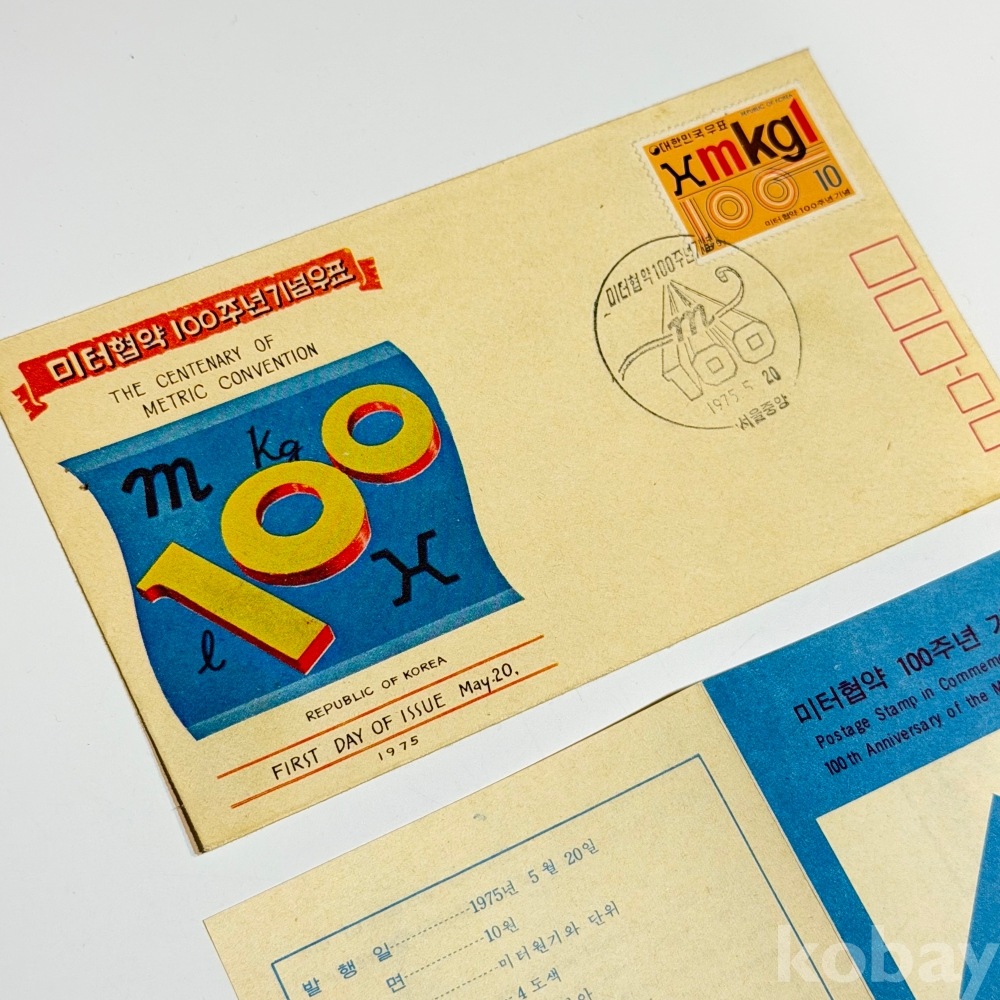 대한민국우표
REPUBLIC OF KOREA
mkgl
100
10
미터협약100주년기념
미터협약100주년기념
m
100
1975. 5. 20
서울중앙
미터협약 100주년기념우표
THE CENTENARY OF
METRIC CONVENTION
m kg
100
l
REPUBLIC OF KOREA
FIRST DAY OF ISSUE May.20,
1975
미터협약 100주년
Postage Stamp in
100th Anniversary of the
발행일 1975년 5월 20일
10원
면 미터원기와 단위
4도색
kobay